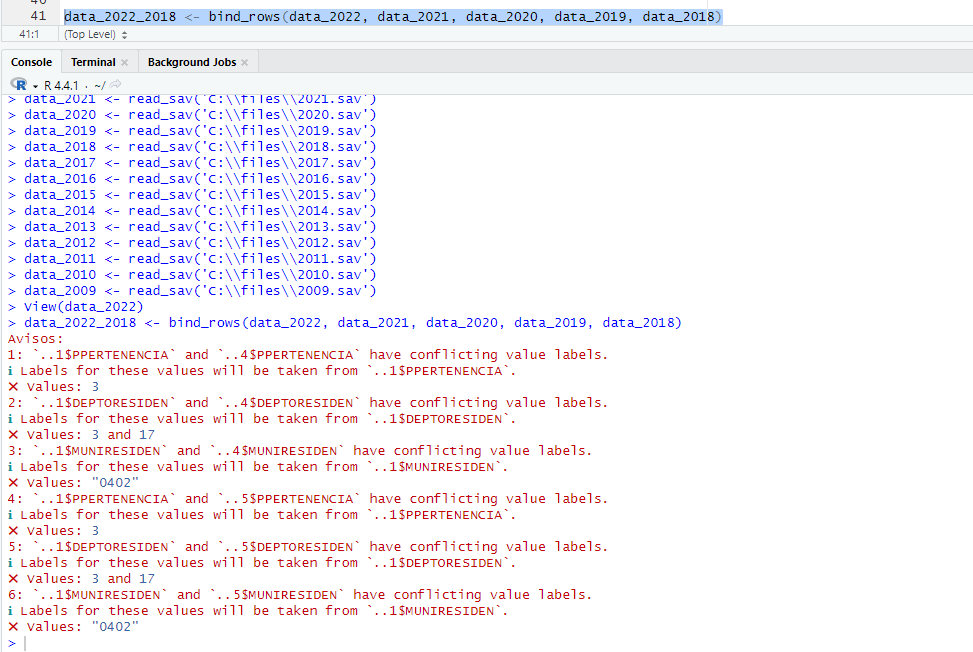 41 data_2022_2018 <- bind_rows(data_2022, data_2021, data_2020, data_2019, data_2018)
41:1 (Top Level)
Console Terminal × Background Jobs ×
R 4.4.1 · ~/
> data_2021 <- read_sav('C:\\files\\2021.sav')
> data_2020 <- read_sav('C:\\files\\2020.sav')
> data_2019 <- read_sav('C:\\files\\2019.sav')
> data_2018 <- read_sav('C:\\files\\2018.sav')
> data_2017 <- read_sav('C:\\files\\2017.sav')
> data_2016 <- read_sav('C:\\files\\2016.sav')
> data_2015 <- read_sav('C:\\files\\2015.sav')
> data_2014 <- read_sav('C:\\files\\2014.sav')
> data_2013 <- read_sav('C:\\files\\2013.sav')
> data_2012 <- read_sav('C:\\files\\2012.sav')
> data_2011 <- read_sav('C:\\files\\2011.sav')
> data_2010 <- read_sav('C:\\files\\2010.sav')
> data_2009 <- read_sav('C:\\files\\2009.sav')
> View(data_2022)
> data_2022_2018 <- bind_rows(data_2022, data_2021, data_2020, data_2019, data_2018)
Avisos:
1: `..1$PPERTENENCIA` and `..4$PPERTENENCIA` have conflicting value labels.
ℹ Labels for these values will be taken from `..1$PPERTENENCIA`.
✖ Values: 3
2: `..1$DEPTORESIDEN` and `..4$DEPTORESIDEN` have conflicting value labels.
ℹ Labels for these values will be taken from `..1$DEPTORESIDEN`.
✖ Values: 3 and 17
3: `..1$MUNIRESIDEN` and `..4$MUNIRESIDEN` have conflicting value labels.
ℹ Labels for these values will be taken from `..1$MUNIRESIDEN`.
✖ Values: "0402"
4: `..1$PPERTENENCIA` and `..5$PPERTENENCIA` have conflicting value labels.
ℹ Labels for these values will be taken from `..1$PPERTENENCIA`.
✖ Values: 3
5: `..1$DEPTORESIDEN` and `..5$DEPTORESIDEN` have conflicting value labels.
ℹ Labels for these values will be taken from `..1$DEPTORESIDEN`.
✖ Values: 3 and 17
6: `..1$MUNIRESIDEN` and `..5$MUNIRESIDEN` have conflicting value labels.
ℹ Labels for these values will be taken from `..1$MUNIRESIDEN`.
✖ Values: "0402"
>